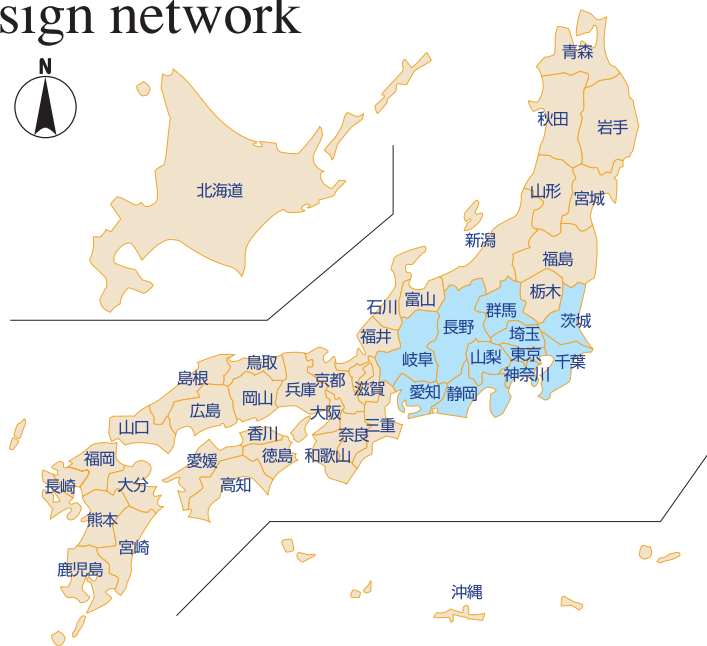 sign network
N
青森
秋田
岩手
北海道
山形
宮城
新潟
福島
栃木
富山
石川
群馬
茨城
長野
福井
埼玉
岐阜
山梨
東京
千葉
神奈川
鳥取
島根
京都
兵庫
滋賀
愛知
静岡
岡山
広島
大阪
山口
三重
香川
奈良
福岡
愛媛
徳島
和歌山
長崎
大分
高知
熊本
宮崎
鹿児島
沖縄